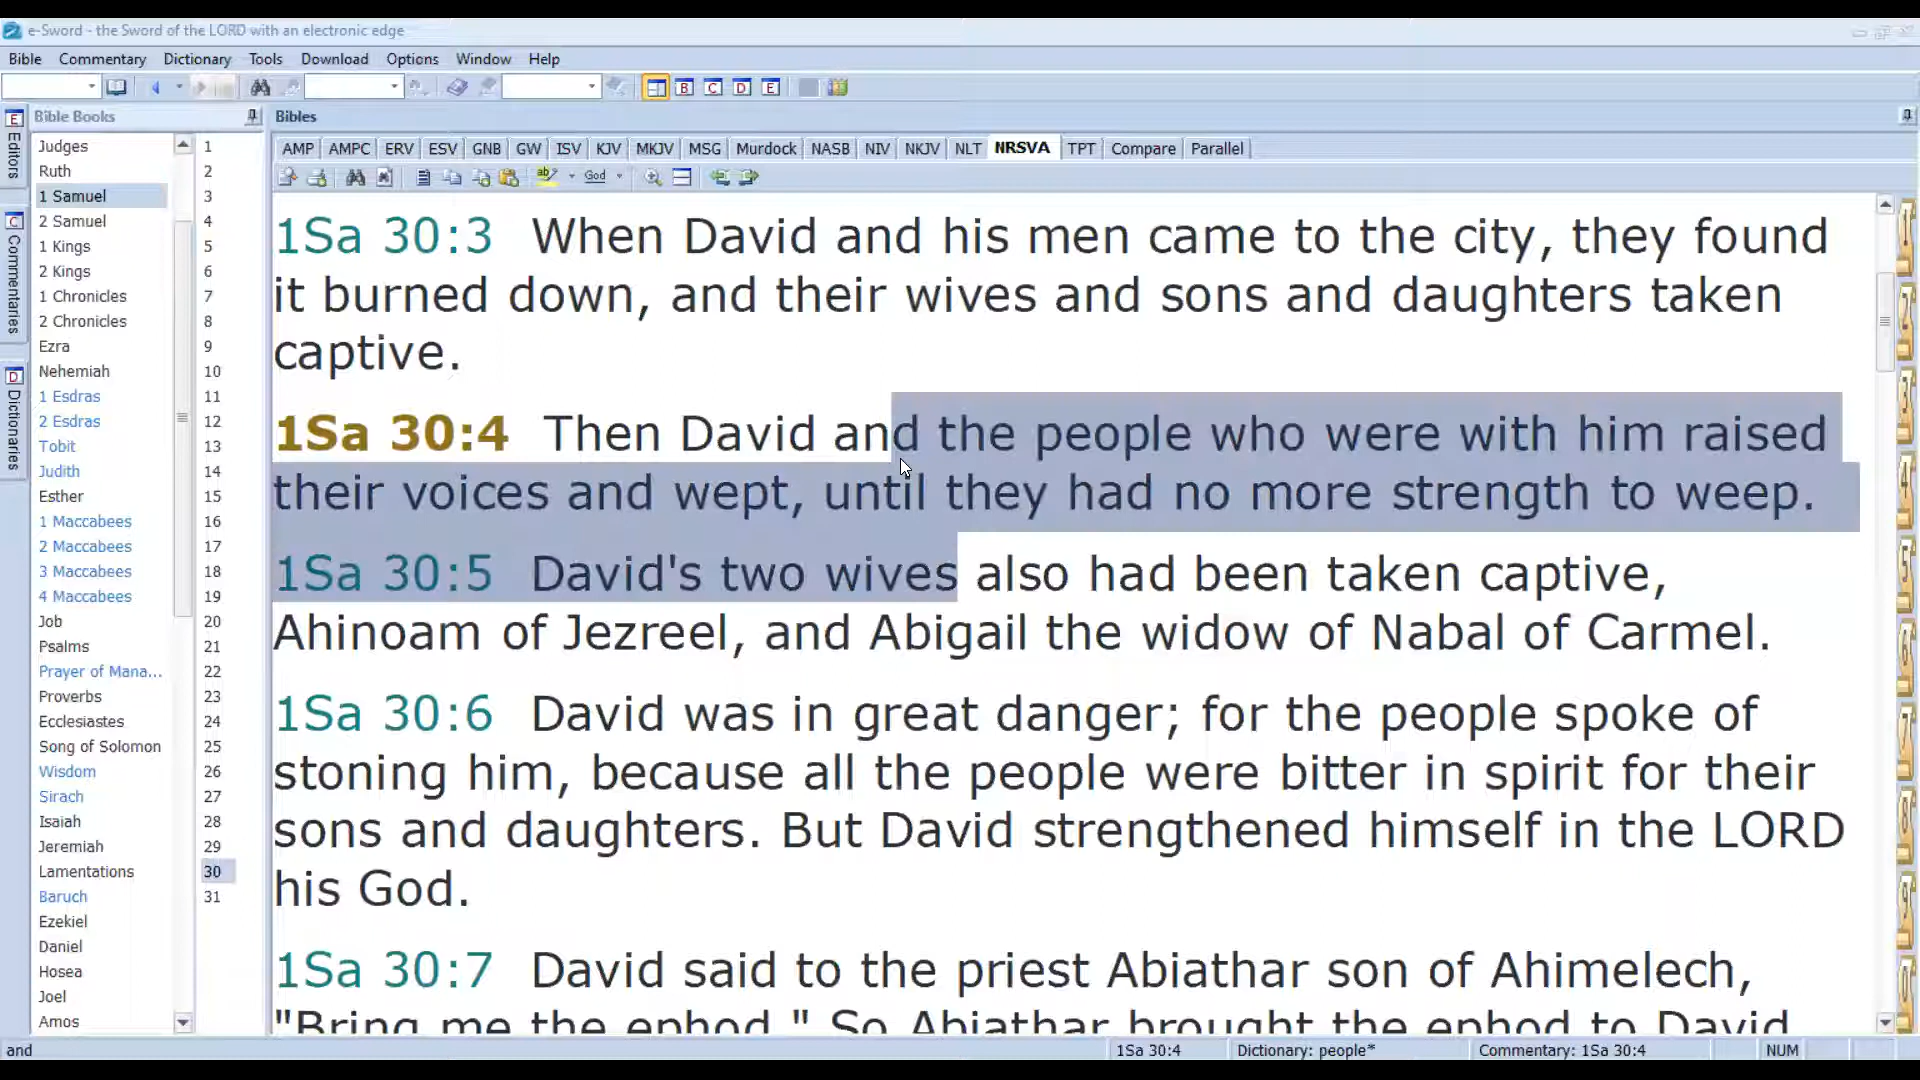 e-Sword - the Sword of the LORD with an electronic edge
Bible Commentary Dictionary Tools Download Options Window Help
B C D E
Bible Books
Bibles
E Editors
C Commentaries
D Dictionaries
AMP AMPC ERV ESV GNB GW ISV KJV MKJV MSG Murdock NASB NIV NKJV NLT NRSVA TPT Compare Parallel
ab God
Judges
Ruth
1 Samuel
2 Samuel
1 Kings
2 Kings
1 Chronicles
2 Chronicles
Ezra
Nehemiah
1 Esdras
2 Esdras
Tobit
Judith
Esther
1 Maccabees
2 Maccabees
3 Maccabees
4 Maccabees
Job
Psalms
Prayer of Mana...
Proverbs
Ecclesiastes
Song of Solomon
Wisdom
Sirach
Isaiah
Jeremiah
Lamentations
Baruch
Ezekiel
Daniel
Hosea
Joel
Amos
1
2
3
4
5
6
7
8
9
10
11
12
13
14
15
16
17
18
19
20
21
22
23
24
25
26
27
28
29
30
31
1Sa 30:3 When David and his men came to the city, they found
it burned down, and their wives and sons and daughters taken
captive.
1Sa 30:4 Then David and the people who were with him raised
their voices and wept, until they had no more strength to weep.
1Sa 30:5 David's two wives also had been taken captive,
Ahinoam of Jezreel, and Abigail the widow of Nabal of Carmel.
1Sa 30:6 David was in great danger; for the people spoke of
stoning him, because all the people were bitter in spirit for their
sons and daughters. But David strengthened himself in the LORD
his God.
1Sa 30:7 David said to the priest Abiathar son of Ahimelech,
"Bring me the ephod." So Abiathar brought the ephod to David.
and 1Sa 30:4 Dictionary: people* Commentary: 1Sa 30:4 NUM